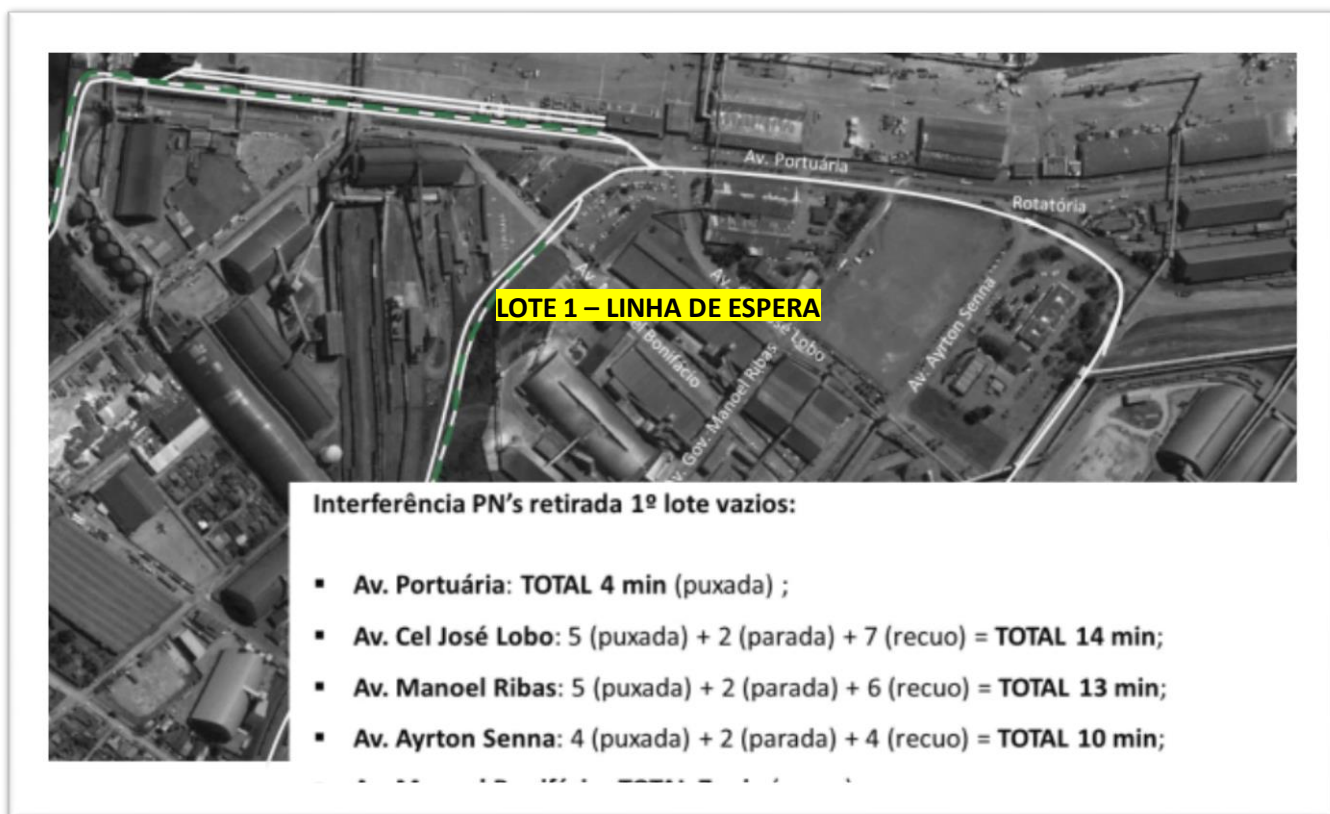 Av. Portuária
Rotatória
LOTE 1 – LINHA DE ESPERA
Av. Gov. Manoel Ribas
Av. Ayrton Senna
Interferência PN's retirada 1º lote vazios:
▪ Av. Portuária: TOTAL 4 min (puxada) ;
▪ Av. Cel José Lobo: 5 (puxada) + 2 (parada) + 7 (recuo) = TOTAL 14 min;
▪ Av. Manoel Ribas: 5 (puxada) + 2 (parada) + 6 (recuo) = TOTAL 13 min;
▪ Av. Ayrton Senna: 4 (puxada) + 2 (parada) + 4 (recuo) = TOTAL 10 min;